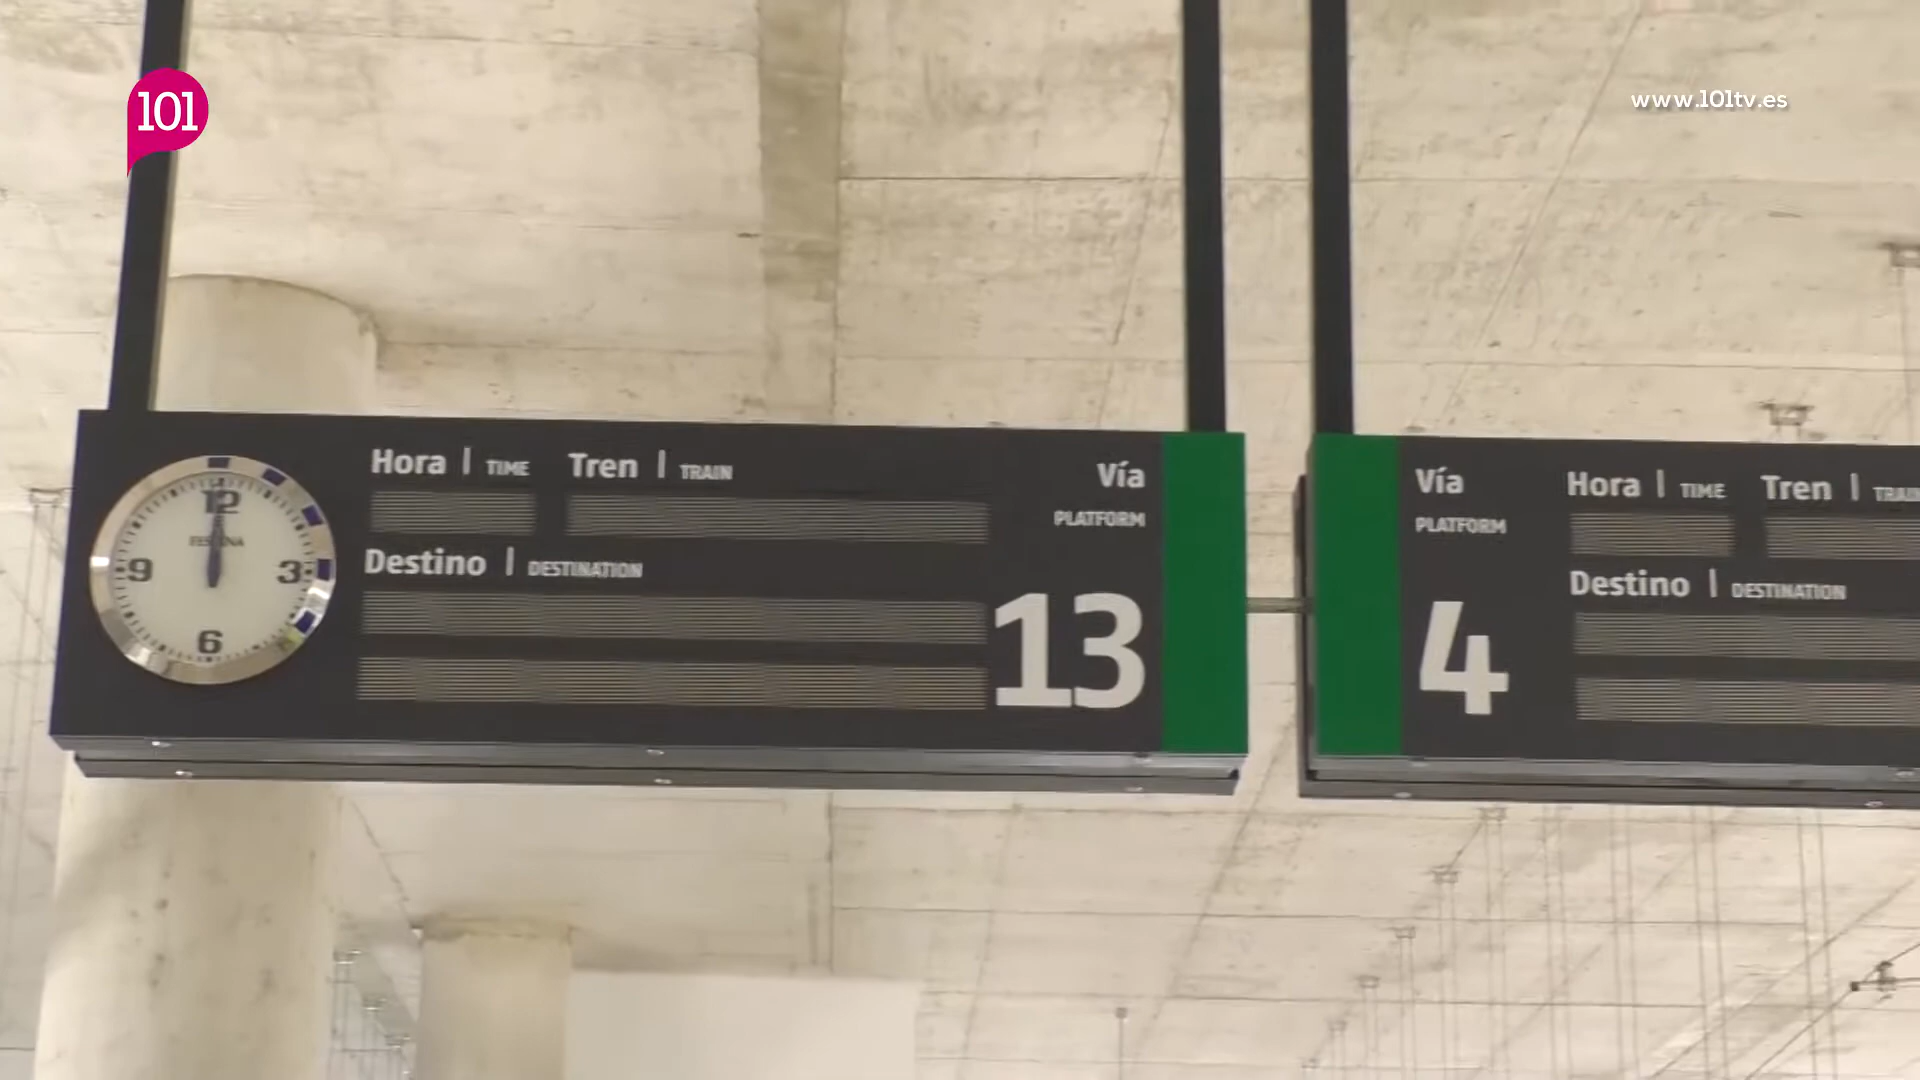 101
www.101tv.es
Hora | TIME Tren | TRAIN
Destino | DESTINATION
Vía
PLATFORM
13
12
3
6
9
FESTINA
Vía
PLATFORM
4
Hora | TIME Tren | TRAIN
Destino | DESTINATION